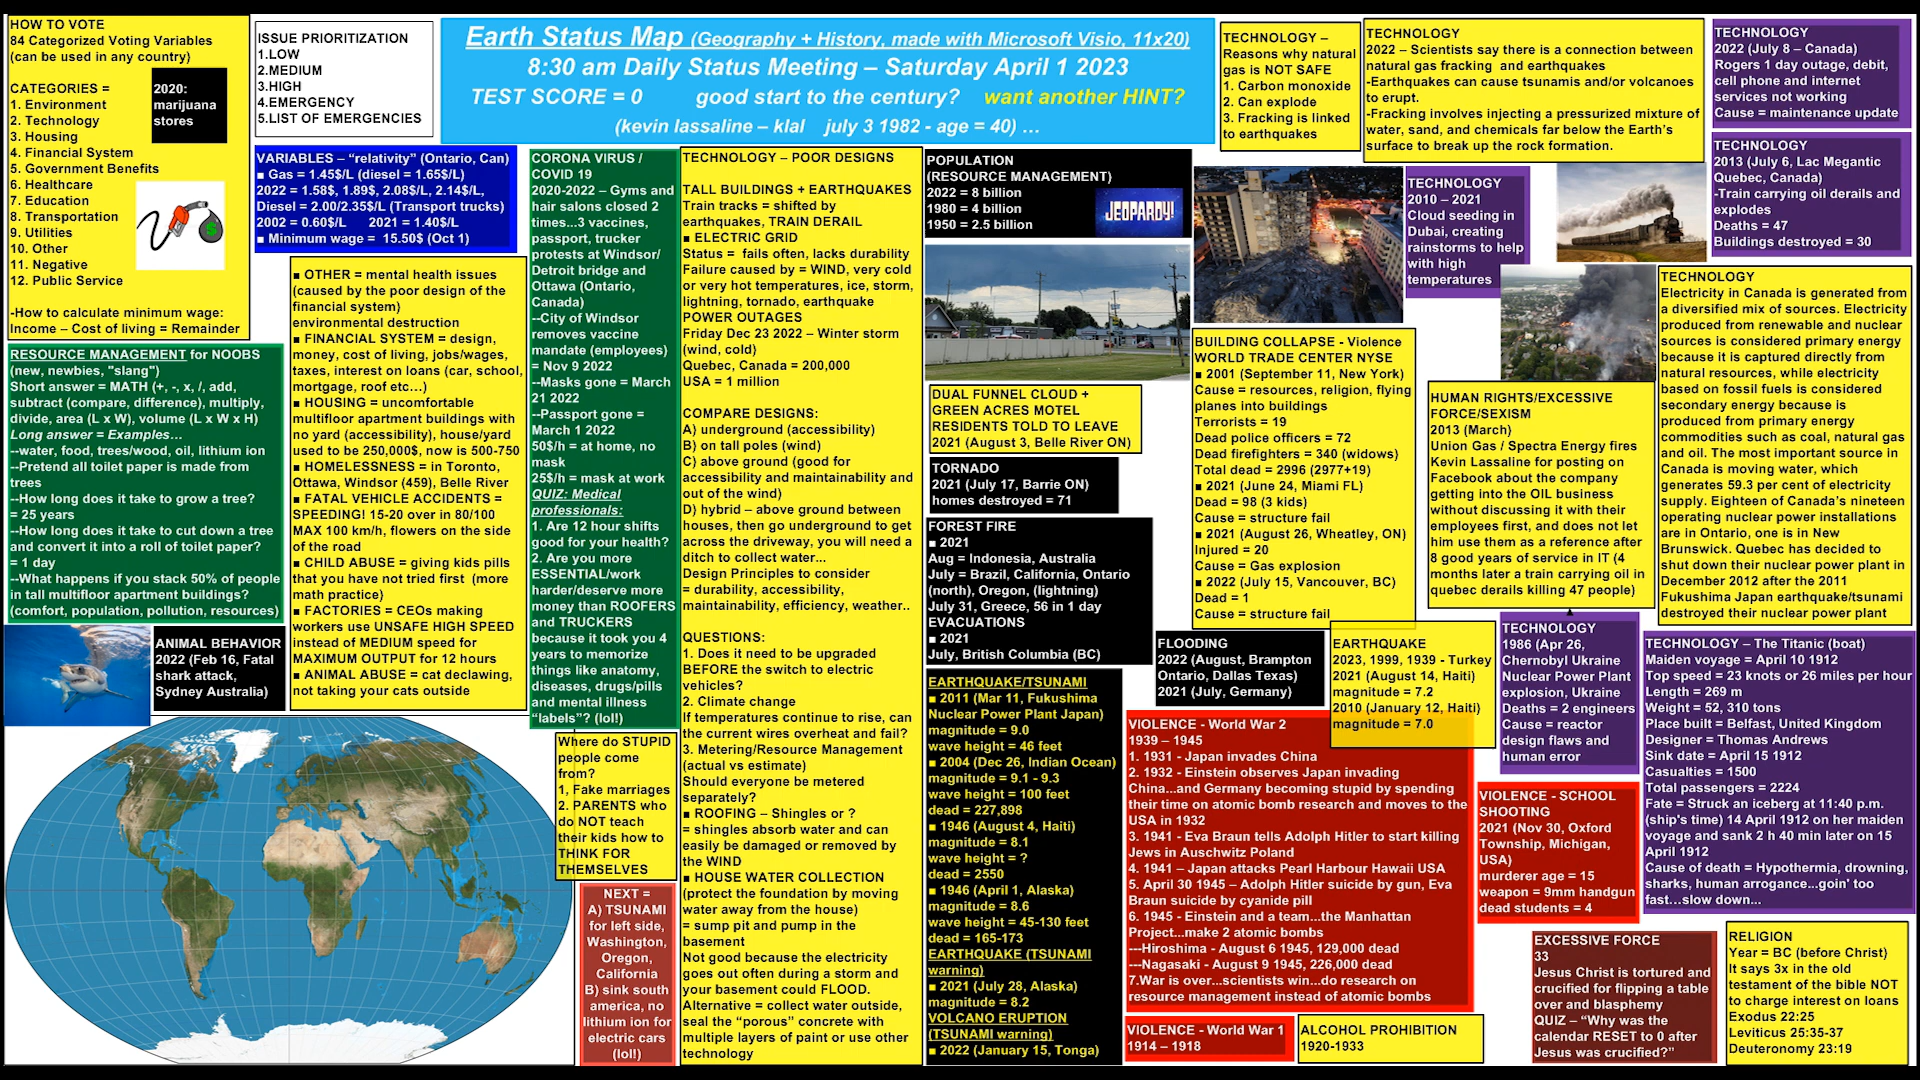 HOW TO VOTE
84 Categorized Voting Variables
(can be used in any country)
CATEGORIES =
1. Environment
2. Technology
3. Housing
4. Financial System
5. Government Benefits
6. Healthcare
7. Education
8. Transportation
9. Utilities
10. Other
11. Negative
12. Public Service
-How to calculate minimum wage:
Income – Cost of living = Remainder
2020:
marijuana
stores
$
ISSUE PRIORITIZATION
1.LOW
2.MEDIUM
3.HIGH
4.EMERGENCY
5.LIST OF EMERGENCIES
Earth Status Map (Geography + History, made with Microsoft Visio, 11x20)
8:30 am Daily Status Meeting – Saturday April 1 2023
TEST SCORE = 0 good start to the century? want another HINT?
(kevin lassaline – klal july 3 1982 - age = 40) …
TECHNOLOGY –
Reasons why natural
gas is NOT SAFE
1. Carbon monoxide
2. Can explode
3. Fracking is linked
to earthquakes
TECHNOLOGY
2022 – Scientists say there is a connection between
natural gas fracking and earthquakes
-Earthquakes can cause tsunamis and/or volcanoes
to erupt.
-Fracking involves injecting a pressurized mixture of
water, sand, and chemicals far below the Earth's
surface to break up the rock formation.
TECHNOLOGY
2022 (July 8 – Canada)
Rogers 1 day outage, debit,
cell phone and internet
services not working
Cause = maintenance update
TECHNOLOGY
2013 (July 6, Lac Megantic
Quebec, Canada)
-Train carrying oil derails and
explodes
Deaths = 47
Buildings destroyed = 30
VARIABLES – “relativity” (Ontario, Can)
■ Gas = 1.45$/L (diesel = 1.65$/L)
2022 = 1.58$, 1.89$, 2.08$/L, 2.14$/L,
Diesel = 2.00/2.35$/L (Transport trucks)
2002 = 0.60$/L 2021 = 1.40$/L
■ Minimum wage = 15.50$ (Oct 1)
RESOURCE MANAGEMENT for NOOBS
(new, newbies, "slang")
Short answer = MATH (+, -, x, /, add,
subtract (compare, difference), multiply,
divide, area (L x W), volume (L x W x H)
Long answer = Examples…
--water, food, trees/wood, oil, lithium ion
--Pretend all toilet paper is made from
trees
--How long does it take to grow a tree?
= 25 years
--How long does it take to cut down a tree
and convert it into a roll of toilet paper?
= 1 day
--What happens if you stack 50% of people
in tall multifloor apartment buildings?
(comfort, population, pollution, resources)
ANIMAL BEHAVIOR
2022 (Feb 16, Fatal
shark attack,
Sydney Australia)
■ OTHER = mental health issues
(caused by the poor design of the
financial system)
environmental destruction
■ FINANCIAL SYSTEM = design,
money, cost of living, jobs/wages,
taxes, interest on loans (car, school,
mortgage, roof etc…)
■ HOUSING = uncomfortable
multifloor apartment buildings with
no yard (accessibility), house/yard
used to be 250,000$, now is 500-750
■ HOMELESSNESS = in Toronto,
Ottawa, Windsor (459), Belle River
■ FATAL VEHICLE ACCIDENTS =
SPEEDING! 15-20 over in 80/100
MAX 100 km/h, flowers on the side
of the road
■ CHILD ABUSE = giving kids pills
that you have not tried first (more
math practice)
■ FACTORIES = CEOs making
workers use UNSAFE HIGH SPEED
instead of MEDIUM speed for
MAXIMUM OUTPUT for 12 hours
■ ANIMAL ABUSE = cat declawing,
not taking your cats outside
CORONA VIRUS /
COVID 19
2020-2022 – Gyms and
hair salons closed 2
times...3 vaccines,
passport, trucker
protests at Windsor/
Detroit bridge and
Ottawa (Ontario,
Canada)
--City of Windsor
removes vaccine
mandate (employees)
= Nov 9 2022
--Masks gone = March
21 2022
--Passport gone =
March 1 2022
50$/h = at home, no
mask
25$/h = mask at work
QUIZ: Medical
professionals:
1. Are 12 hour shifts
good for your health?
2. Are you more
ESSENTIAL/work
harder/deserve more
money than ROOFERS
and TRUCKERS
because it took you 4
years to memorize
things like anatomy,
diseases, drugs/pills
and mental illness
“labels”? (lol!)
Where do STUPID
people come
from?
1, Fake marriages
2. PARENTS who
do NOT teach
their kids how to
THINK FOR
THEMSELVES
NEXT =
A) TSUNAMI
for left side,
Washington,
Oregon,
California
B) sink south
america, no
lithium ion for
electric cars
(lol!)
TECHNOLOGY – POOR DESIGNS
TALL BUILDINGS + EARTHQUAKES
Train tracks = shifted by
earthquakes, TRAIN DERAIL
■ ELECTRIC GRID
Status = fails often, lacks durability
Failure caused by = WIND, very cold
or very hot temperatures, ice, storm,
lightning, tornado, earthquake
POWER OUTAGES
Friday Dec 23 2022 – Winter storm
(wind, cold)
Quebec, Canada = 200,000
USA = 1 million
COMPARE DESIGNS:
A) underground (accessibility)
B) on tall poles (wind)
C) above ground (good for
accessibility and maintainability and
out of the wind)
D) hybrid – above ground between
houses, then go underground to get
across the driveway, you will need a
ditch to collect water…
Design Principles to consider
= durability, accessibility,
maintainability, efficiency, weather..
QUESTIONS:
1. Does it need to be upgraded
BEFORE the switch to electric
vehicles?
2. Climate change
If temperatures continue to rise, can
the current wires overheat and fail?
3. Metering/Resource Management
(actual vs estimate)
Should everyone be metered
separately?
■ ROOFING – Shingles or ?
= shingles absorb water and can
easily be damaged or removed by
the WIND
■ HOUSE WATER COLLECTION
(protect the foundation by moving
water away from the house)
= sump pit and pump in the
basement
Not good because the electricity
goes out often during a storm and
your basement could FLOOD.
Alternative = collect water outside,
seal the “porous” concrete with
multiple layers of paint or use other
technology
POPULATION
(RESOURCE MANAGEMENT)
2022 = 8 billion
1980 = 4 billion
1950 = 2.5 billion
JEOPARDY!
DUAL FUNNEL CLOUD +
GREEN ACRES MOTEL
RESIDENTS TOLD TO LEAVE
2021 (August 3, Belle River ON)
TORNADO
2021 (July 17, Barrie ON)
homes destroyed = 71
FOREST FIRE
■ 2021
Aug = Indonesia, Australia
July = Brazil, California, Ontario
(north), Oregon, (lightning)
July 31, Greece, 56 in 1 day
EVACUATIONS
■ 2021
July, British Columbia (BC)
EARTHQUAKE/TSUNAMI
■ 2011 (Mar 11, Fukushima
Nuclear Power Plant Japan)
magnitude = 9.0
wave height = 46 feet
■ 2004 (Dec 26, Indian Ocean)
magnitude = 9.1 - 9.3
wave height = 100 feet
dead = 227,898
■ 1946 (August 4, Haiti)
magnitude = 8.1
wave height = ?
dead = 2550
■ 1946 (April 1, Alaska)
magnitude = 8.6
wave height = 45-130 feet
dead = 165-173
EARTHQUAKE (TSUNAMI
warning)
■ 2021 (July 28, Alaska)
magnitude = 8.2
VOLCANO ERUPTION
(TSUNAMI warning)
■ 2022 (January 15, Tonga)
TECHNOLOGY
2010 – 2021
Cloud seeding in
Dubai, creating
rainstorms to help
with high
temperatures
BUILDING COLLAPSE - Violence
WORLD TRADE CENTER NYSE
■ 2001 (September 11, New York)
Cause = resources, religion, flying
planes into buildings
Terrorists = 19
Dead police officers = 72
Dead firefighters = 340 (widows)
Total dead = 2996 (2977+19)
■ 2021 (June 24, Miami FL)
Dead = 98 (3 kids)
Cause = structure fail
■ 2021 (August 26, Wheatley, ON)
Injured = 20
Cause = Gas explosion
■ 2022 (July 15, Vancouver, BC)
Dead = 1
Cause = structure fail
FLOODING
2022 (August, Brampton
Ontario, Dallas Texas)
2021 (July, Germany)
EARTHQUAKE
2023, 1999, 1939 - Turkey
2021 (August 14, Haiti)
magnitude = 7.2
2010 (January 12, Haiti)
magnitude = 7.0
VIOLENCE - World War 2
1939 – 1945
1. 1931 - Japan invades China
2. 1932 - Einstein observes Japan invading
China...and Germany becoming stupid by spending
their time on atomic bomb research and moves to the
USA in 1932
3. 1941 - Eva Braun tells Adolph Hitler to start killing
Jews in Auschwitz Poland
4. 1941 – Japan attacks Pearl Harbour Hawaii USA
5. April 30 1945 – Adolph Hitler suicide by gun, Eva
Braun suicide by cyanide pill
6. 1945 - Einstein and a team...the Manhattan
Project...make 2 atomic bombs
---Hiroshima - August 6 1945, 129,000 dead
---Nagasaki - August 9 1945, 226,000 dead
7.War is over...scientists win...do research on
resource management instead of atomic bombs
VIOLENCE - World War 1
1914 – 1918
ALCOHOL PROHIBITION
1920-1933
HUMAN RIGHTS/EXCESSIVE
FORCE/SEXISM
2013 (March)
Union Gas / Spectra Energy fires
Kevin Lassaline for posting on
Facebook about the company
getting into the OIL business
without discussing it with their
employees first, and does not let
him use them as a reference after
8 good years of service in IT (4
months later a train carrying oil in
quebec derails killing 47 people)
TECHNOLOGY
Electricity in Canada is generated from
a diversified mix of sources. Electricity
produced from renewable and nuclear
sources is considered primary energy
because it is captured directly from
natural resources, while electricity
based on fossil fuels is considered
secondary energy because is
produced from primary energy
commodities such as coal, natural gas
and oil. The most important source in
Canada is moving water, which
generates 59.3 per cent of electricity
supply. Eighteen of Canada's nineteen
operating nuclear power installations
are in Ontario, one is in New
Brunswick. Quebec has decided to
shut down their nuclear power plant in
December 2012 after the 2011
Fukushima Japan earthquake/tsunami
destroyed their nuclear power plant
TECHNOLOGY
1986 (Apr 26,
Chernobyl Ukraine
Nuclear Power Plant
explosion, Ukraine
Deaths = 2 engineers
Cause = reactor
design flaws and
human error
TECHNOLOGY – The Titanic (boat)
Maiden voyage = April 10 1912
Top speed = 23 knots or 26 miles per hour
Length = 269 m
Weight = 52, 310 tons
Place built = Belfast, United Kingdom
Designer = Thomas Andrews
Sink date = April 15 1912
Casualties = 1500
Total passengers = 2224
Fate = Struck an iceberg at 11:40 p.m.
(ship's time) 14 April 1912 on her maiden
voyage and sank 2 h 40 min later on 15
April 1912
Cause of death = Hypothermia, drowning,
sharks, human arrogance...goin' too
fast...slow down...
VIOLENCE - SCHOOL
SHOOTING
2021 (Nov 30, Oxford
Township, Michigan,
USA)
murderer age = 15
weapon = 9mm handgun
dead students = 4
EXCESSIVE FORCE
33
Jesus Christ is tortured and
crucified for flipping a table
over and blasphemy
QUIZ – “Why was the
calendar RESET to 0 after
Jesus was crucified?”
RELIGION
Year = BC (before Christ)
It says 3x in the old
testament of the bible NOT
to charge interest on loans
Exodus 22:25
Leviticus 25:35-37
Deuteronomy 23:19